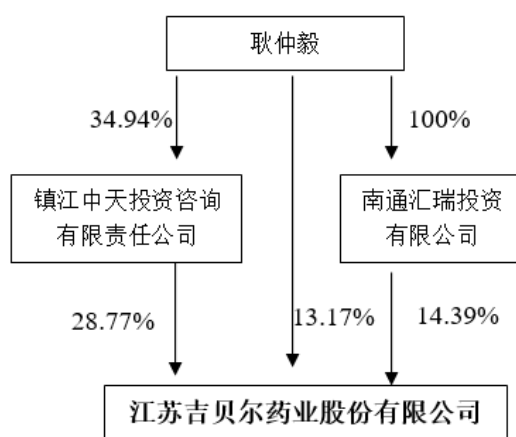 耿仲毅
34.94%
100%
镇江中天投资咨询
有限责任公司
南通汇瑞投资
有限公司
28.77%
13.17%
14.39%
江苏吉贝尔药业股份有限公司